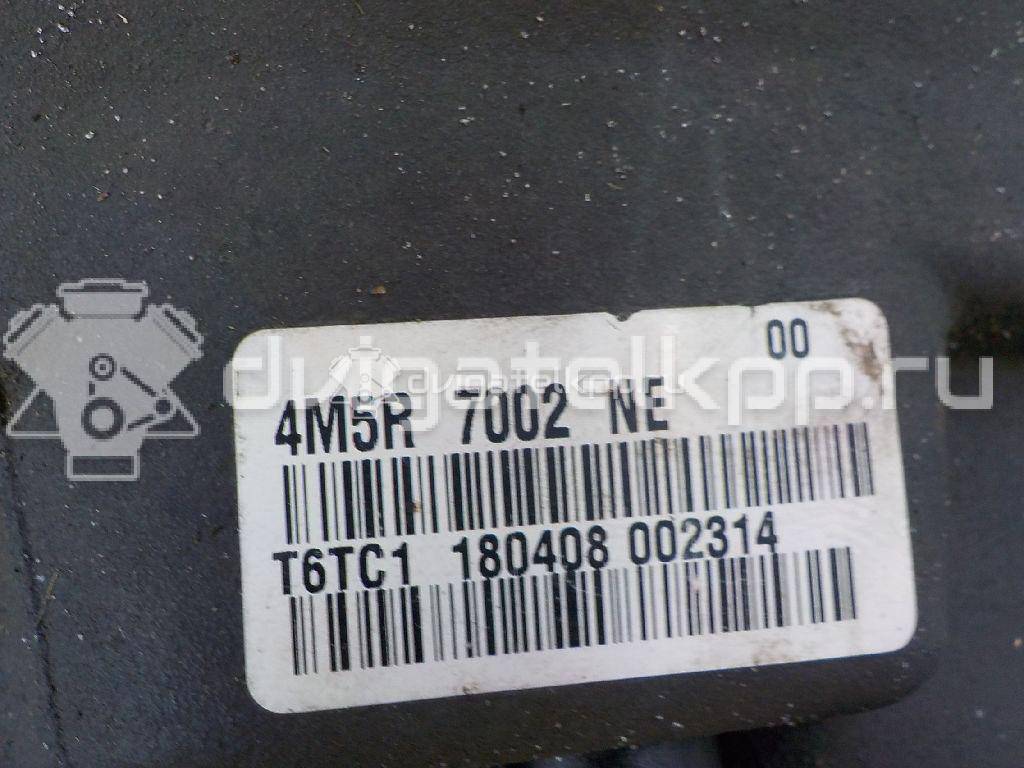 00
dvigatelkpp.ru
4M5R 7002 NE
T6TC1 180408 002314